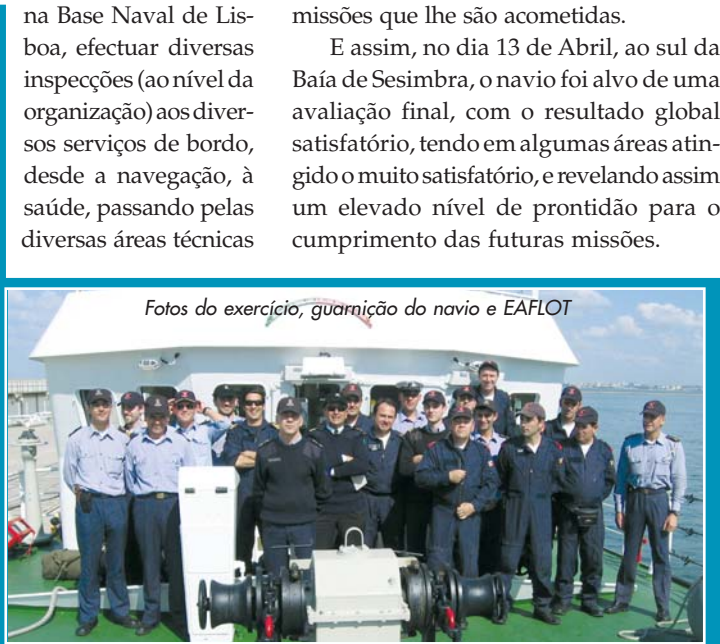 na Base Naval de Lis-
boa, efectuar diversas
inspecções (ao nível da
organização) aos diver-
sos serviços de bordo,
desde a navegação, à
saúde, passando pelas
diversas áreas técnicas
missões que lhe são acometidas.
E assim, no dia 13 de Abril, ao sul da
Baía de Sesimbra, o navio foi alvo de uma
avaliação final, com o resultado global
satisfatório, tendo em algumas áreas atin-
gido o muito satisfatório, e revelando assim
um elevado nível de prontidão para o
cumprimento das futuras missões.
Fotos do exercício, guarnição do navio e EAFLOT